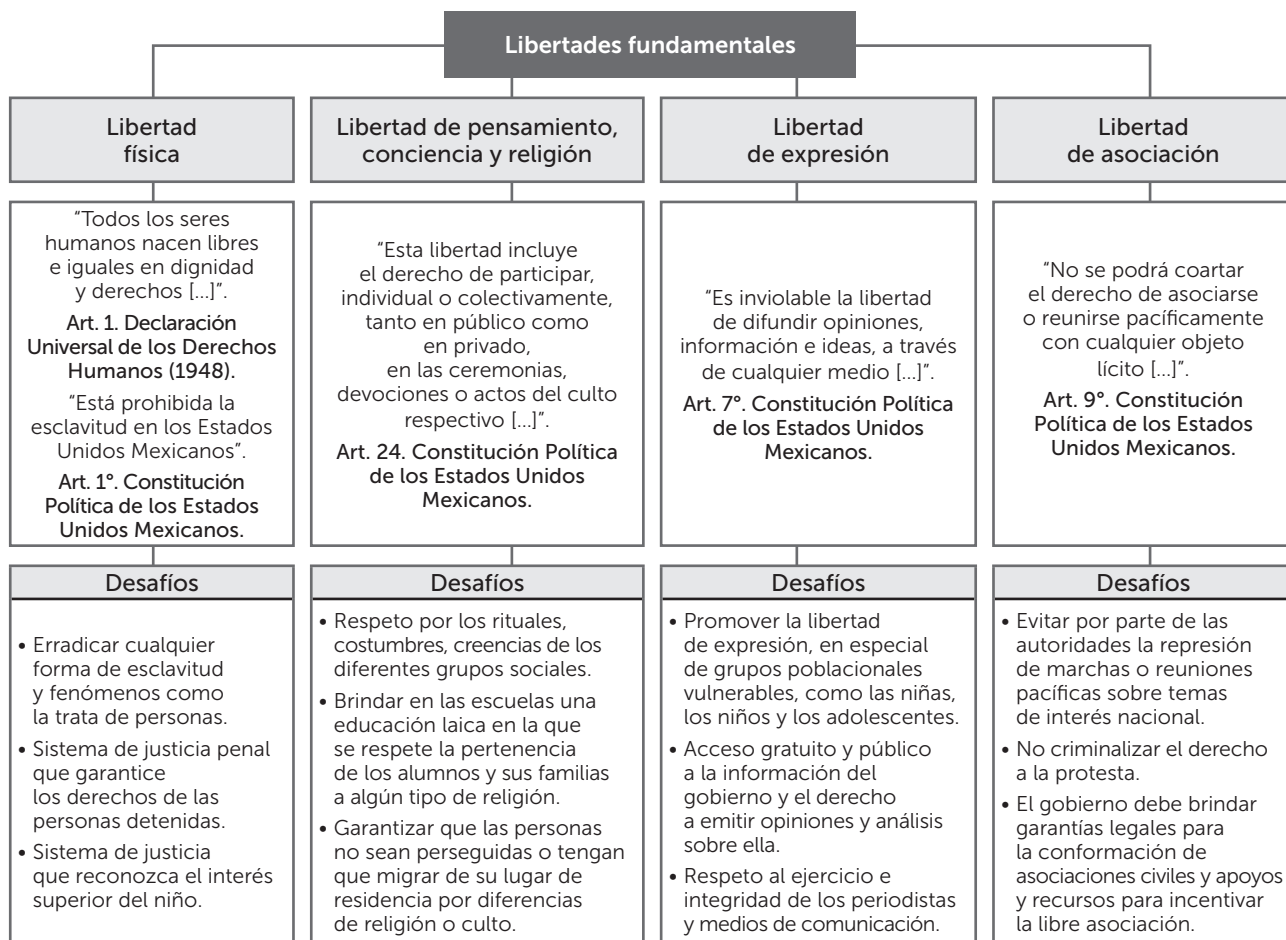 Libertades fundamentales
Libertad
física
“Todos los seres
humanos nacen libres
e iguales en dignidad
y derechos [...]”.
Art. 1. Declaración
Universal de los Derechos
Humanos (1948).
“Está prohibida la
esclavitud en los Estados
Unidos Mexicanos”.
Art. 1°. Constitución
Política de los Estados
Unidos Mexicanos.
Desafíos
• Erradicar cualquier
forma de esclavitud
y fenómenos como
la trata de personas.
• Sistema de justicia penal
que garantice
los derechos de las
personas detenidas.
• Sistema de justicia
que reconozca el interés
superior del niño.
Libertad de pensamiento,
conciencia y religión
“Esta libertad incluye
el derecho de participar,
individual o colectivamente,
tanto en público como
en privado,
en las ceremonias,
devociones o actos del culto
respectivo [...]”.
Art. 24. Constitución Política
de los Estados Unidos
Mexicanos.
Desafíos
• Respeto por los rituales,
costumbres, creencias de los
diferentes grupos sociales.
• Brindar en las escuelas una
educación laica en la que
se respete la pertenencia
de los alumnos y sus familias
a algún tipo de religión.
• Garantizar que las personas
no sean perseguidas o tengan
que migrar de su lugar de
residencia por diferencias
de religión o culto.
Libertad
de expresión
“Es inviolable la libertad
de difundir opiniones,
información e ideas, a través
de cualquier medio [...]”.
Art. 7°. Constitución Política
de los Estados Unidos
Mexicanos.
Desafíos
• Promover la libertad
de expresión, en especial
de grupos poblacionales
vulnerables, como las niñas,
los niños y los adolescentes.
• Acceso gratuito y público
a la información del
gobierno y el derecho
a emitir opiniones y análisis
sobre ella.
• Respeto al ejercicio e
integridad de los periodistas
y medios de comunicación.
Libertad
de asociación
“No se podrá coartar
el derecho de asociarse
o reunirse pacíficamente
con cualquier objeto
lícito [...]”.
Art. 9°. Constitución
Política de los Estados
Unidos Mexicanos.
Desafíos
• Evitar por parte de las
autoridades la represión
de marchas o reuniones
pacíficas sobre temas
de interés nacional.
• No criminalizar el derecho
a la protesta.
• El gobierno debe brindar
garantías legales para
la conformación de
asociaciones civiles y apoyos
y recursos para incentivar
la libre asociación.